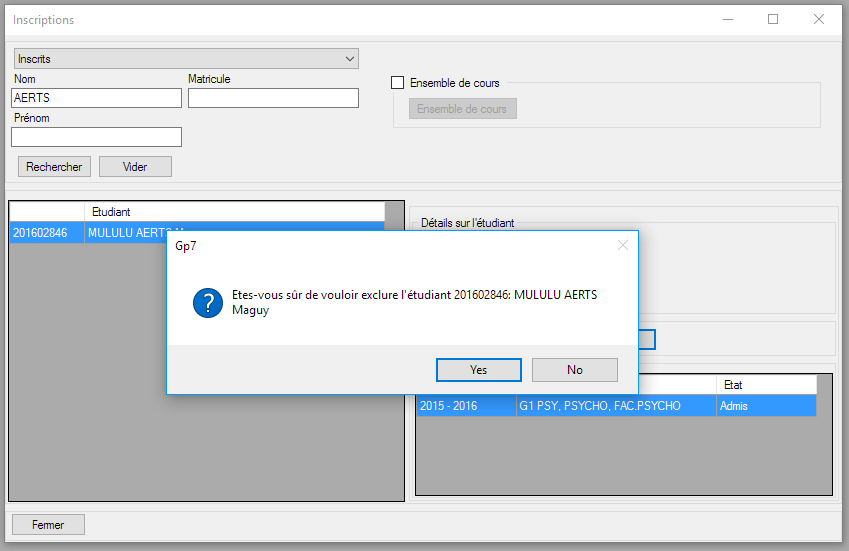 Inscriptions
Inscrits
Nom
Matricule
AERTS
Prénom
Rechercher
Vider
Ensemble de cours
Ensemble de cours
Etudiant
201602846
MULULU AERTS
Détails sur l'étudiant
Gp7
Etes-vous sûr de vouloir exclure l'étudiant 201602846: MULULU AERTS
Maguy
Yes
No
Etat
2015 - 2016
G1 PSY, PSYCHO, FAC.PSYCHO
Admis
Fermer